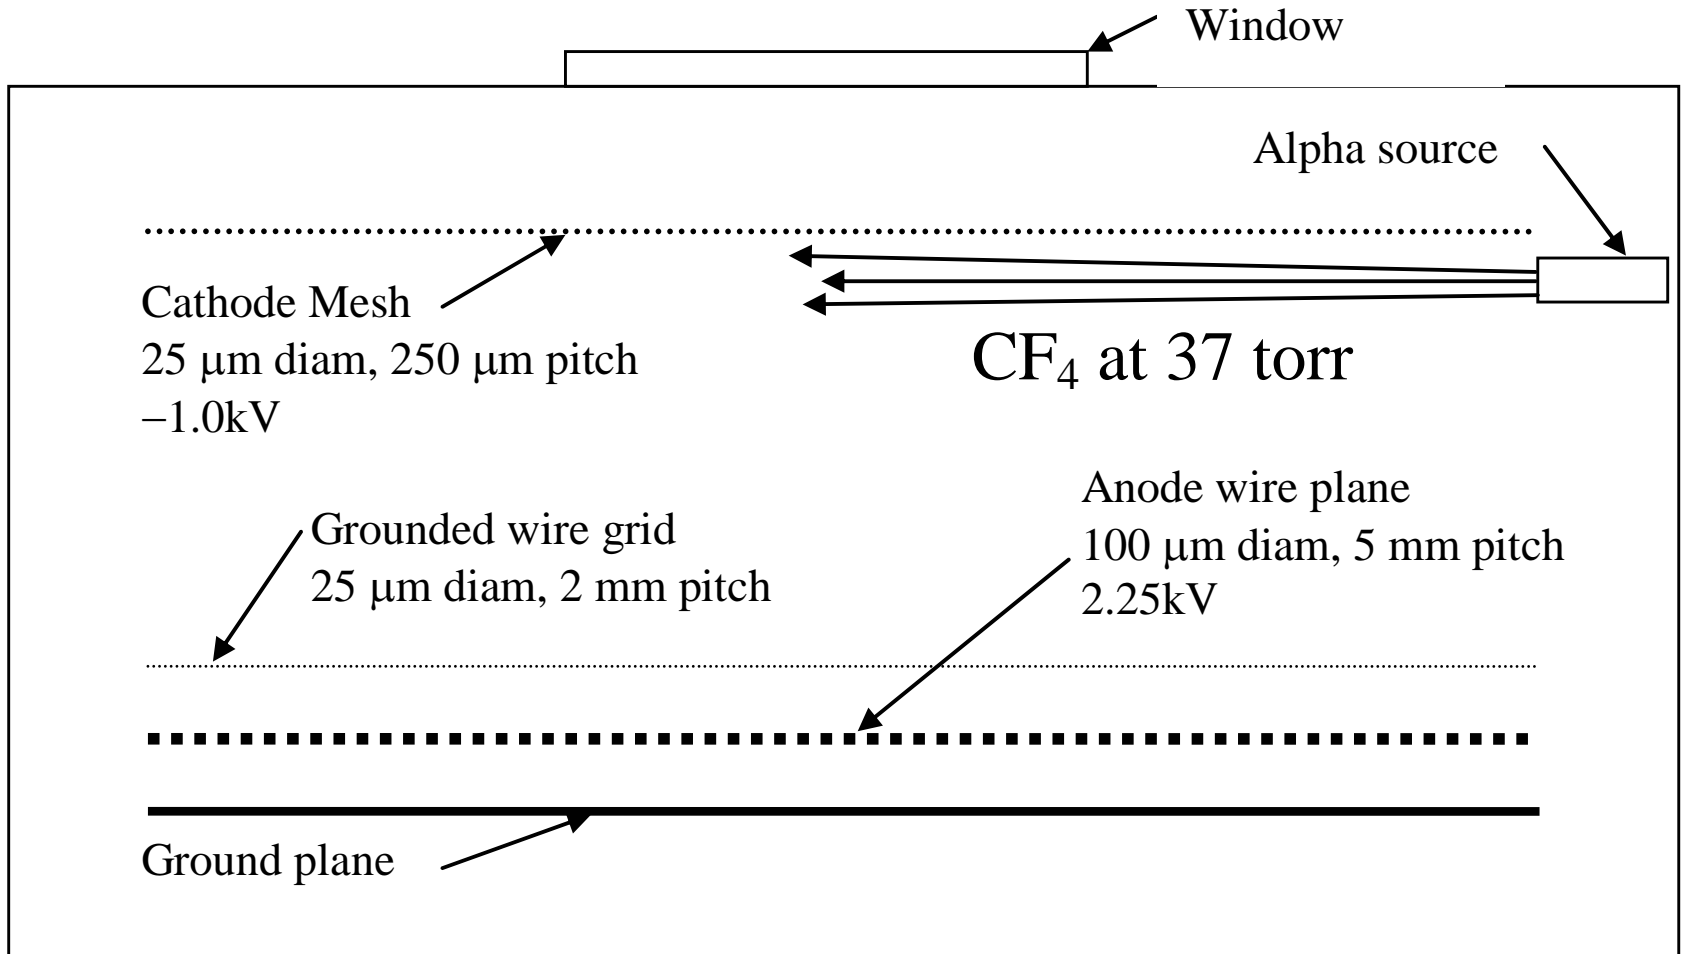 Window
Alpha source
Cathode Mesh
25 μm diam, 250 μm pitch
–1.0kV
CF₄ at 37 torr
Anode wire plane
100 μm diam, 5 mm pitch
2.25kV
Grounded wire grid
25 μm diam, 2 mm pitch
Ground plane